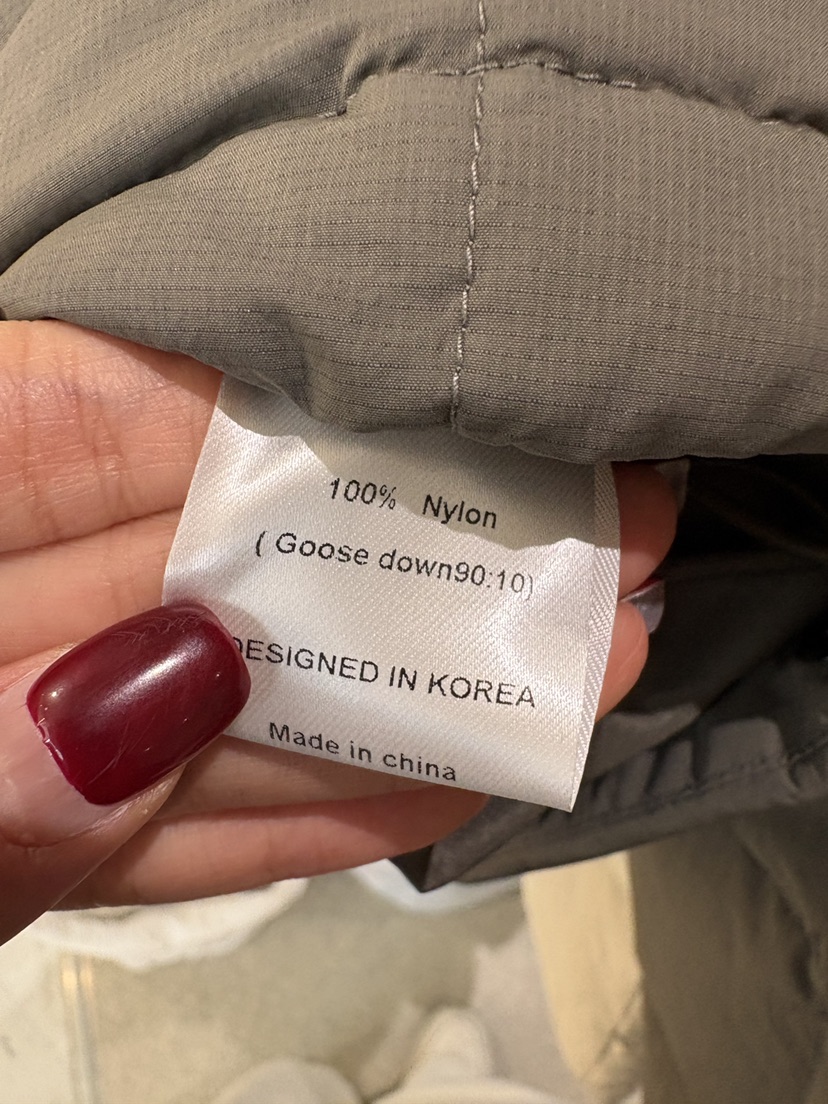 100% Nylon
( Goose down90:10)
DESIGNED IN KOREA
Made in china